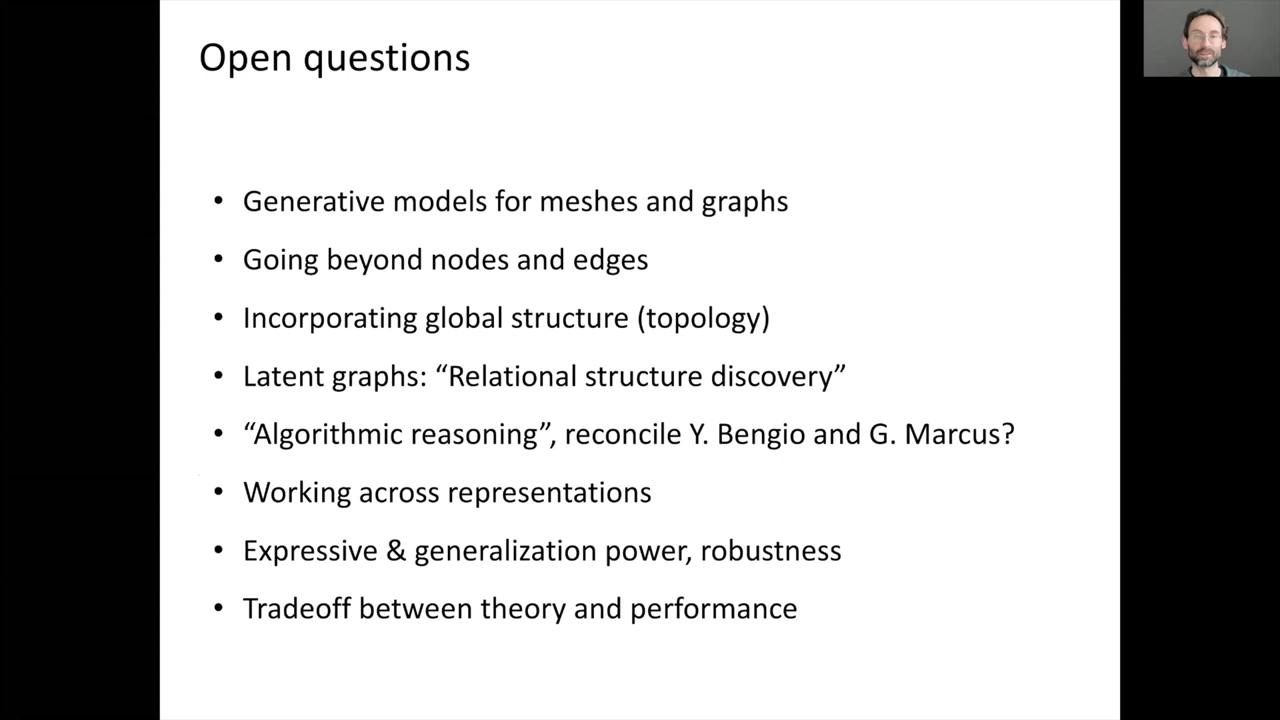 Open questions
• Generative models for meshes and graphs
• Going beyond nodes and edges
• Incorporating global structure (topology)
• Latent graphs: “Relational structure discovery”
• “Algorithmic reasoning”, reconcile Y. Bengio and G. Marcus?
• Working across representations
• Expressive & generalization power, robustness
• Tradeoff between theory and performance